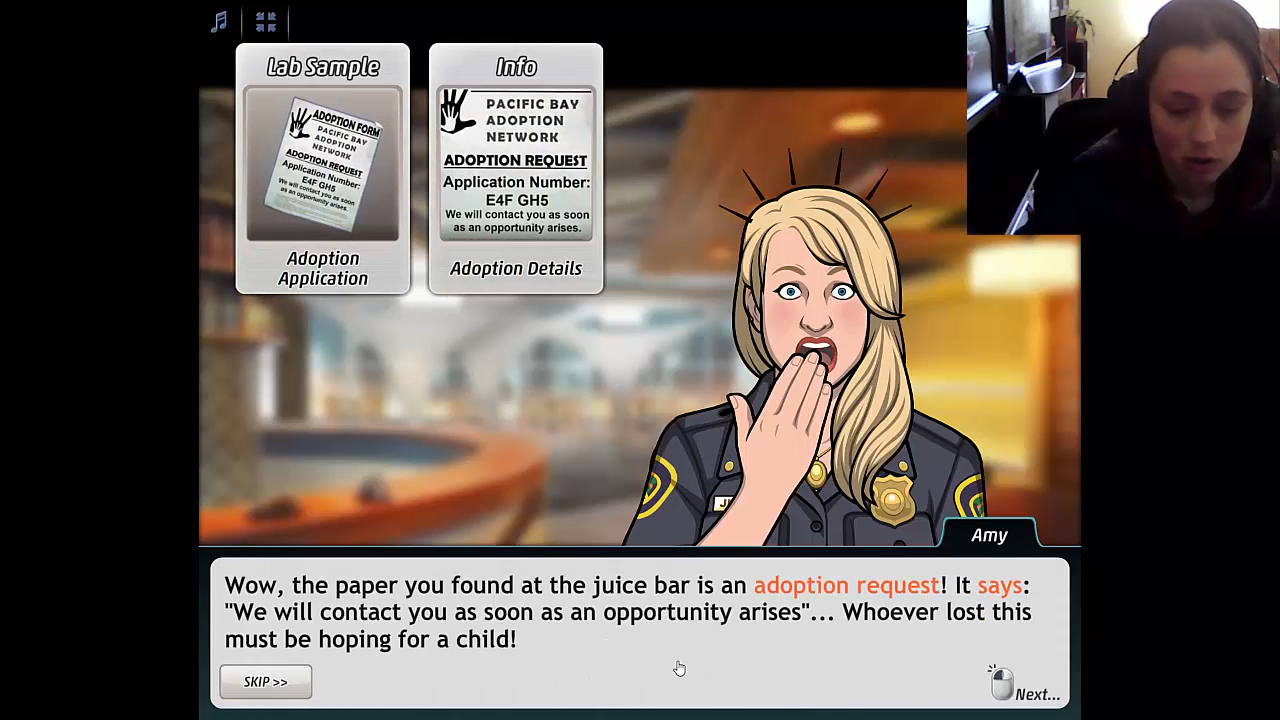 Lab Sample
ADOPTION FORM
PACIFIC BAY
ADOPTION
NETWORK
ADOPTION REQUEST
Application Number:
E4F GH5
We will contact you as soon
as an opportunity arises.
Adoption
Application
Info
PACIFIC BAY
ADOPTION
NETWORK
ADOPTION REQUEST
Application Number:
E4F GH5
We will contact you as soon
as an opportunity arises.
Adoption Details
Amy
Wow, the paper you found at the juice bar is an adoption request! It says:
"We will contact you as soon as an opportunity arises"... Whoever lost this
must be hoping for a child!
SKIP >>
Next...